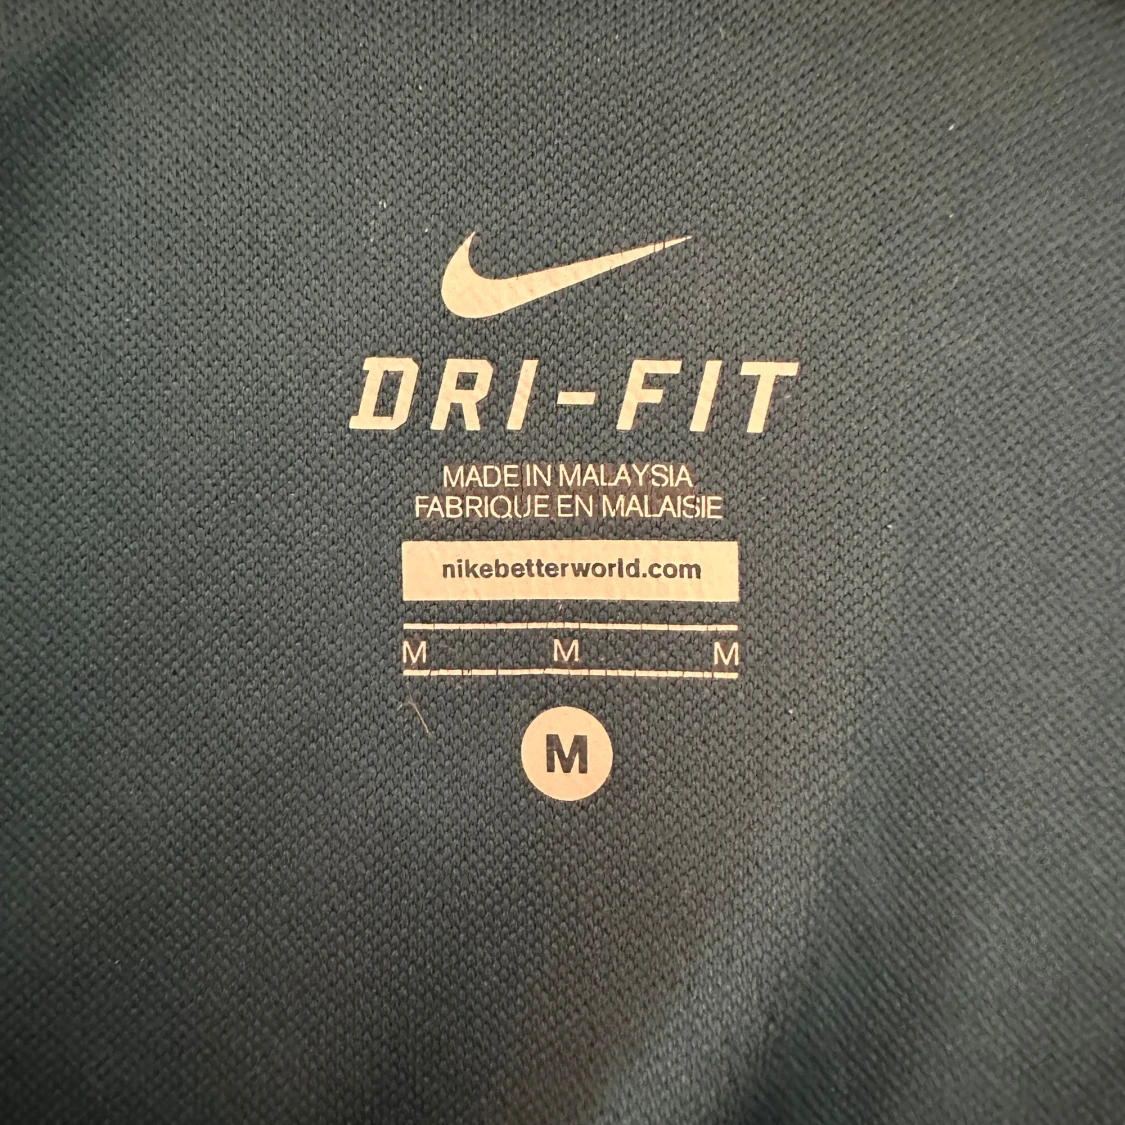 DRI-FIT
MADE IN MALAYSIA
FABRIQUE EN MALAISIE
nikebetterworld.com
M M M
M